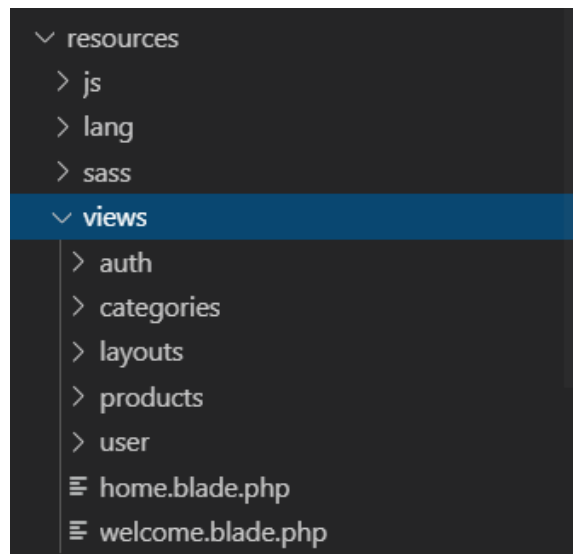 resources
js
lang
sass
views
auth
categories
layouts
products
user
home.blade.php
welcome.blade.php